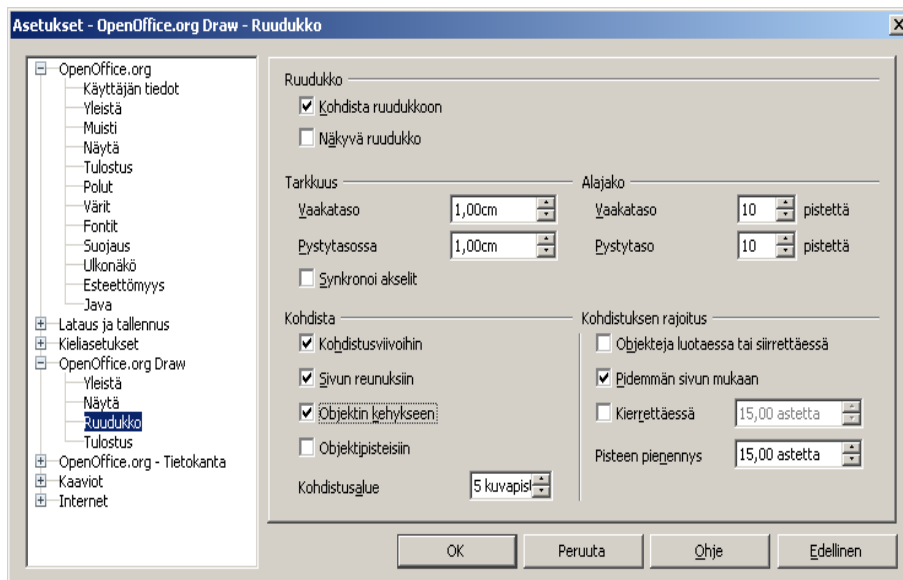 Asetukset - OpenOffice.org Draw - Ruudukko
OpenOffice.org
Käyttäjän tiedot
Yleistä
Muisti
Näytä
Tulostus
Polut
Värit
Fontit
Suojaus
Ulkonäkö
Esteettömyys
Java
Lataus ja tallennus
Kieliasetukset
OpenOffice.org Draw
Yleistä
Näytä
Ruudukko
Tulostus
OpenOffice.org - Tietokanta
Kaaviot
Internet
Ruudukko
Kohdista ruudukkoon
Näkyvä ruudukko
Tarkkuus
Vaakataso 1,00cm
Pystytasossa 1,00cm
Synkronoi akselit
Alajako
Vaakataso 10 pistettä
Pystytaso 10 pistettä
Kohdista
Kohdistusviivoihin
Sivun reunuksiin
Objektin kehykseen
Objektipisteisiin
Kohdistusalue 5 kuvapist
Kohdistuksen rajoitus
Objekteja luotaessa tai siirrettäessä
Pidemmän sivun mukaan
Kierrettäessä 15,00 astetta
Pisteen pienennys 15,00 astetta
OK Peruuta Ohje Edellinen